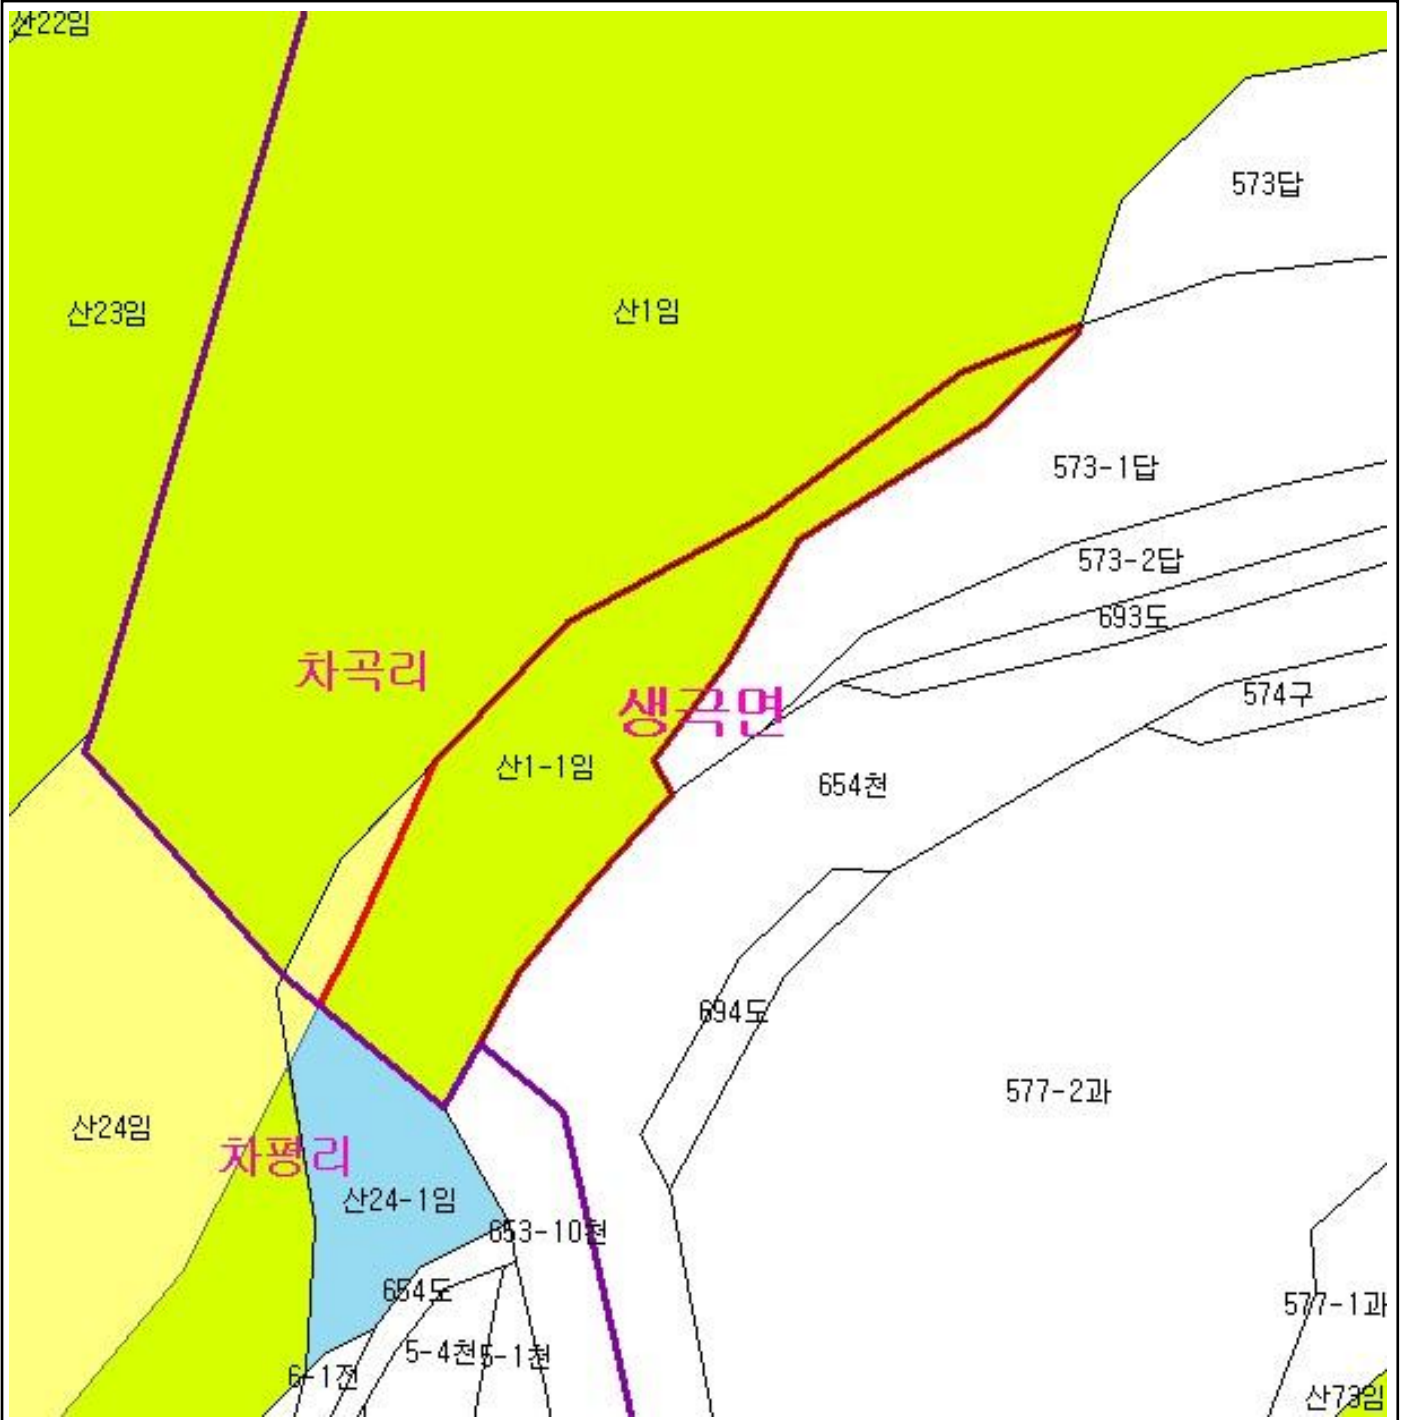 산22임
573답
산23임
산1임
573-1답
573-2답
693도
차곡리
574구
생극면
산1-1임
654천
694도
577-2과
산24임
차평리
산24-1임
653-10천
654도
577-1과
5-4천
5-1천
6-1전
산73임